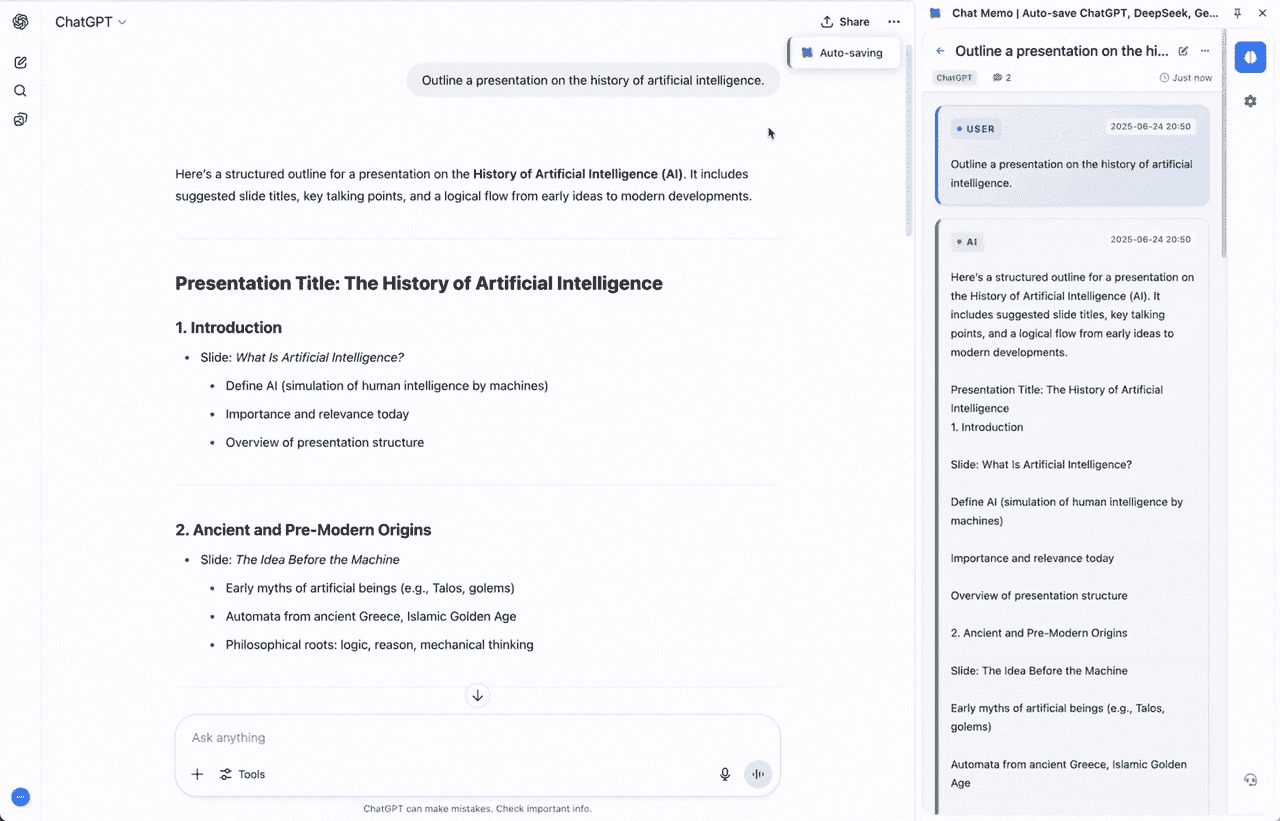 ChatGPT
Share
Auto-saving
Outline a presentation on the history of artificial intelligence.
Here's a structured outline for a presentation on the History of Artificial Intelligence (AI). It includes
suggested slide titles, key talking points, and a logical flow from early ideas to modern developments.
Presentation Title: The History of Artificial Intelligence
1. Introduction
• Slide: What Is Artificial Intelligence?
• Define AI (simulation of human intelligence by machines)
• Importance and relevance today
• Overview of presentation structure
2. Ancient and Pre-Modern Origins
• Slide: The Idea Before the Machine
• Early myths of artificial beings (e.g., Talos, golems)
• Automata from ancient Greece, Islamic Golden Age
• Philosophical roots: logic, reason, mechanical thinking
Ask anything
Tools
ChatGPT can make mistakes. Check important info.
Chat Memo | Auto-save ChatGPT, DeepSeek, Ge...
Outline a presentation on the hi...
ChatGPT
2
Just now
USER
2025-06-24 20:50
Outline a presentation on the history of artificial
intelligence.
AI
2025-06-24 20:50
Here's a structured outline for a presentation on
the History of Artificial Intelligence (AI). It
includes suggested slide titles, key talking
points, and a logical flow from early ideas to
modern developments.
Presentation Title: The History of Artificial
Intelligence
1. Introduction
Slide: What Is Artificial Intelligence?
Define AI (simulation of human intelligence by
machines)
Importance and relevance today
Overview of presentation structure
2. Ancient and Pre-Modern Origins
Slide: The Idea Before the Machine
Early myths of artificial beings (e.g., Talos,
golems)
Automata from ancient Greece, Islamic Golden
Age